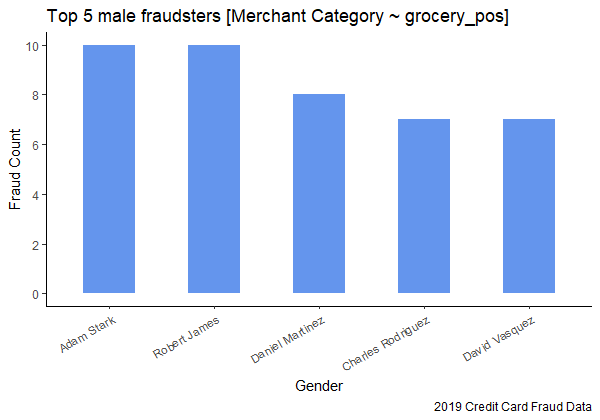 Top 5 male fraudsters [Merchant Category ~ grocery_pos]
Fraud Count
10
8
6
4
2
0
Adam Stark
Robert James
Daniel Martinez
Charles Rodriguez
David Vasquez
Gender
2019 Credit Card Fraud Data